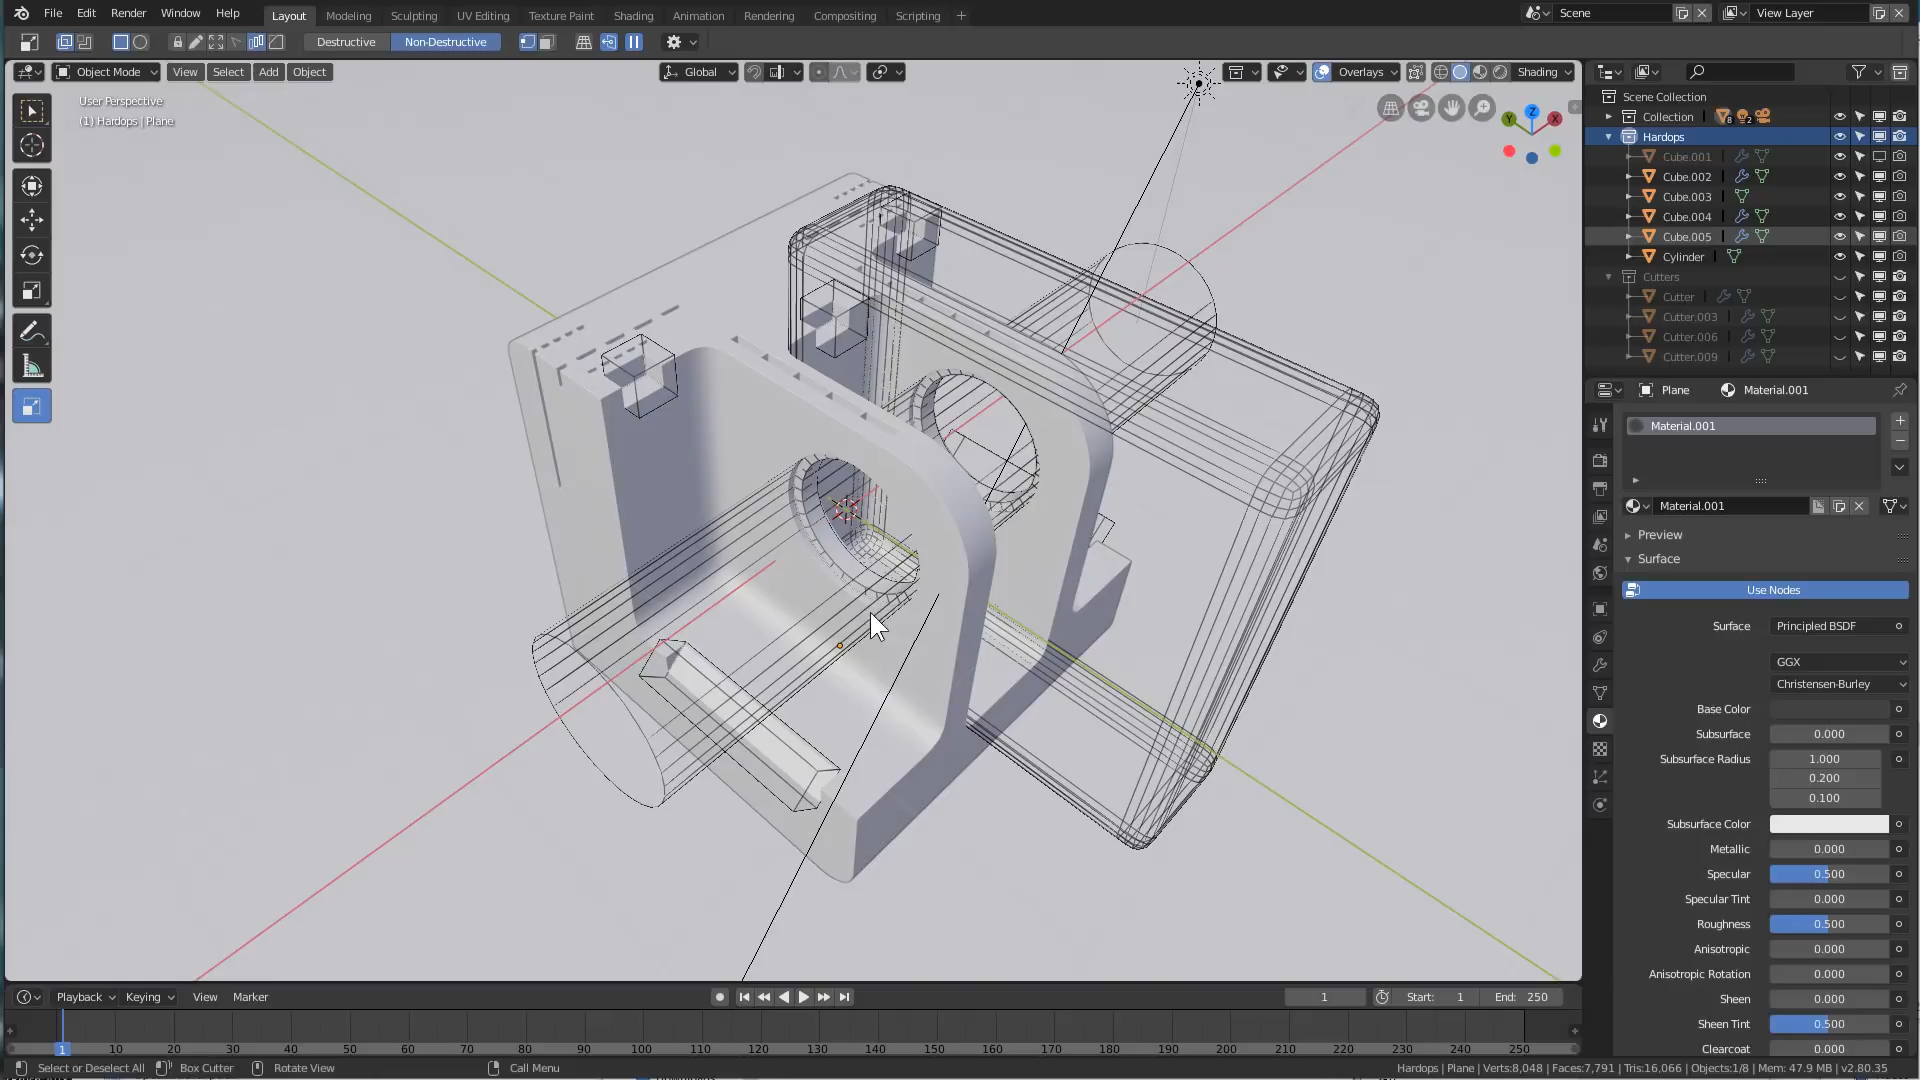 File Edit Render Window Help Layout Modeling Sculpting UV Editing Texture Paint Shading Animation Rendering Compositing Scripting + Scene View Layer
Destructive Non-Destructive
Object Mode View Select Add Object Global Overlays Shading
User Perspective
(1) Hardops | Plane
Z
Y X
Scene Collection
Collection 8 2
Hardops
Cube.001
Cube.002
Cube.003
Cube.004
Cube.005
Cylinder
Cutters
Cutter
Cutter.003
Cutter.006
Cutter.009
Plane Material.001
Material.001
Material.001
Preview
Surface
Use Nodes
Surface Principled BSDF
GGX
Christensen-Burley
Base Color
Subsurface 0.000
Subsurface Radius 1.000
0.200
0.100
Subsurface Color
Metallic 0.000
Specular 0.500
Specular Tint 0.000
Roughness 0.500
Anisotropic 0.000
Anisotropic Rotation 0.000
Sheen 0.000
Sheen Tint 0.500
Clearcoat 0.000
Playback Keying View Marker 1 Start: 1 End: 250
1 10 20 30 40 50 60 70 80 90 100 110 120 130 140 150 160 170 180 190 200 210 220 230 240 250
Select or Deselect All Box Cutter Rotate View Call Menu Hardops | Plane | Verts:8,048 | Faces:7,791 | Tris:16,066 | Objects:1/8 | Mem: 47.9 MB | v2.80.35